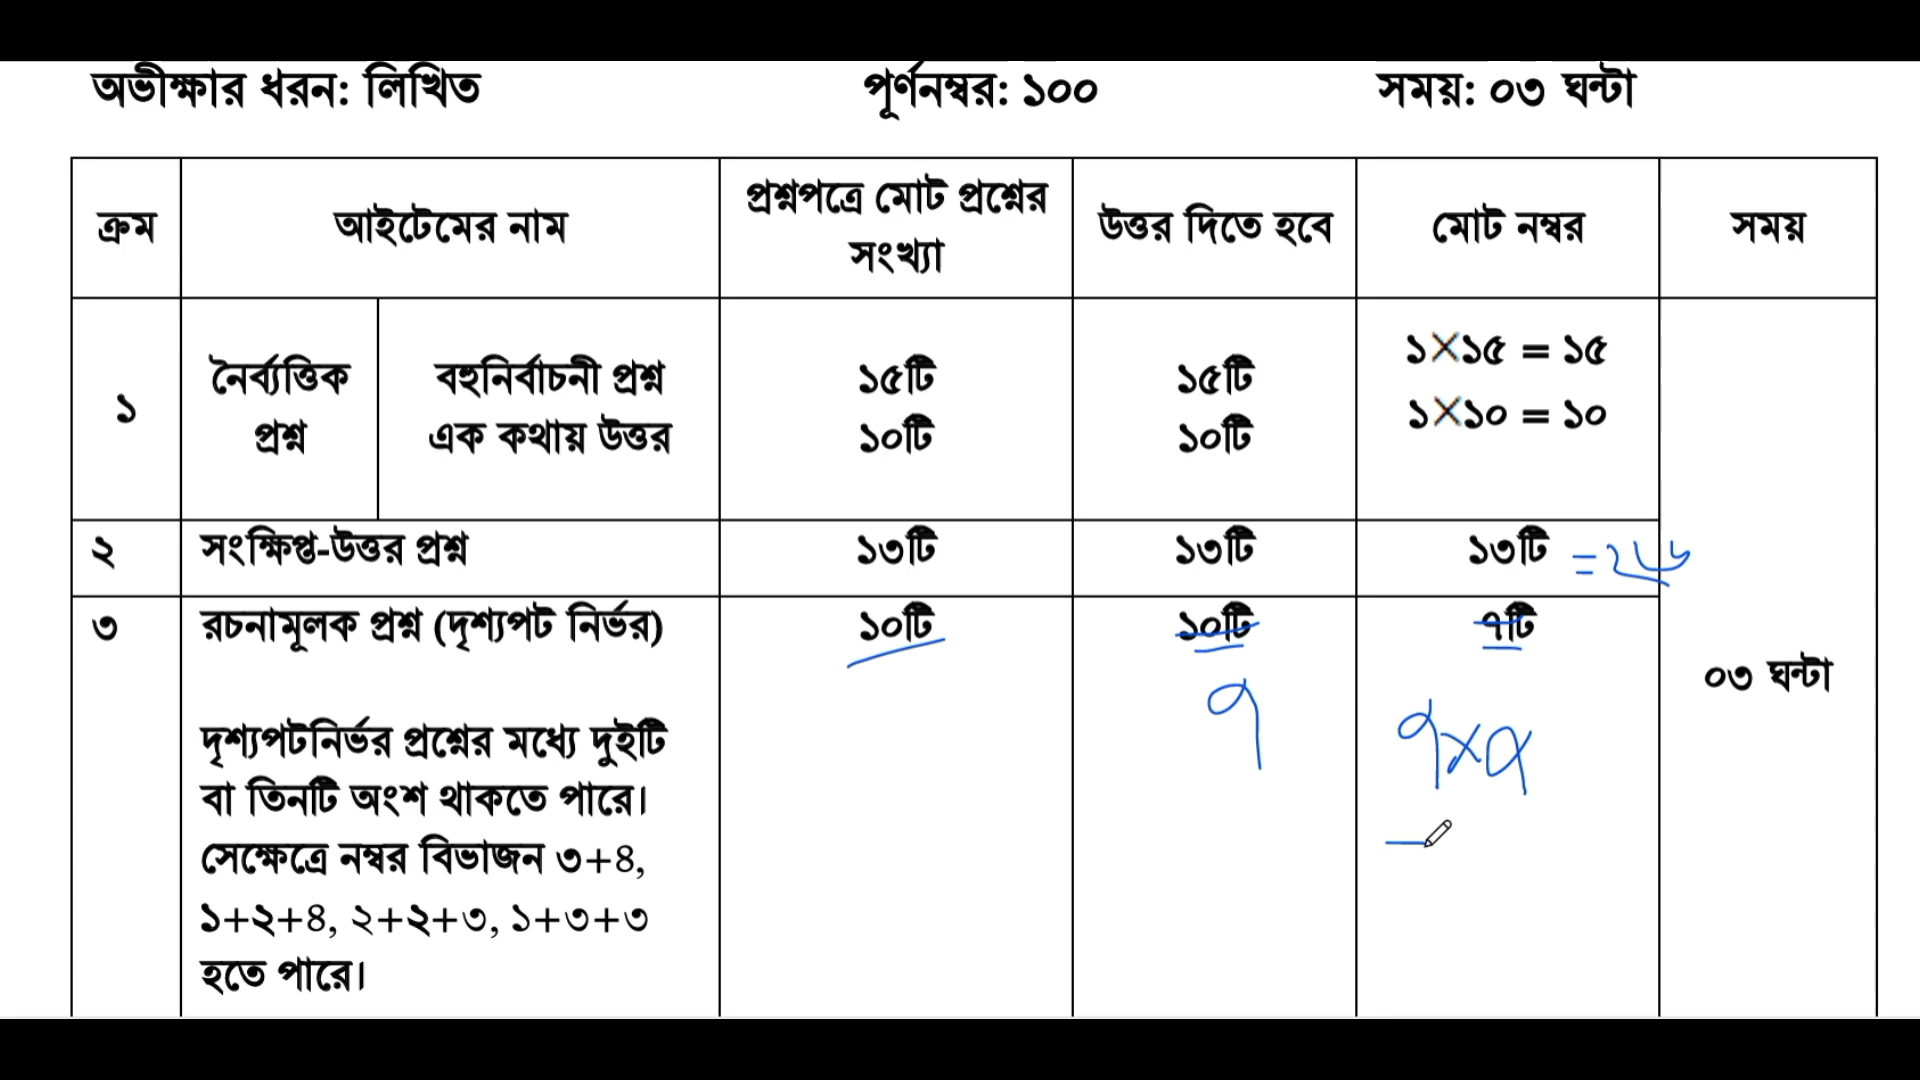 অভীক্ষার ধরন: লিখিত পূর্ণনম্বর: ১০০ সময়: ০৩ ঘন্টা
ক্রম আইটেমের নাম প্রশ্নপত্রে মোট প্রশ্নের সংখ্যা উত্তর দিতে হবে মোট নম্বর সময়
১ নৈর্ব্যত্তিক প্রশ্ন
বহুনির্বাচনী প্রশ্ন ১৫টি ১৫টি ১×১৫ = ১৫
এক কথায় উত্তর ১০টি ১০টি ১×১০ = ১০
২ সংক্ষিপ্ত-উত্তর প্রশ্ন ১৩টি ১৩টি ১৩টি = ২৬
৩ রচনামূলক প্রশ্ন (দৃশ্যপট নির্ভর) ১০টি ১০টি ৭টি
৭ ৭×৭
০৩ ঘন্টা
দৃশ্যপটনির্ভর প্রশ্নের মধ্যে দুইটি
বা তিনটি অংশ থাকতে পারে।
সেক্ষেত্রে নম্বর বিভাজন ৩+৪,
১+২+৪, ২+২+৩, ১+৩+৩
হতে পারে।